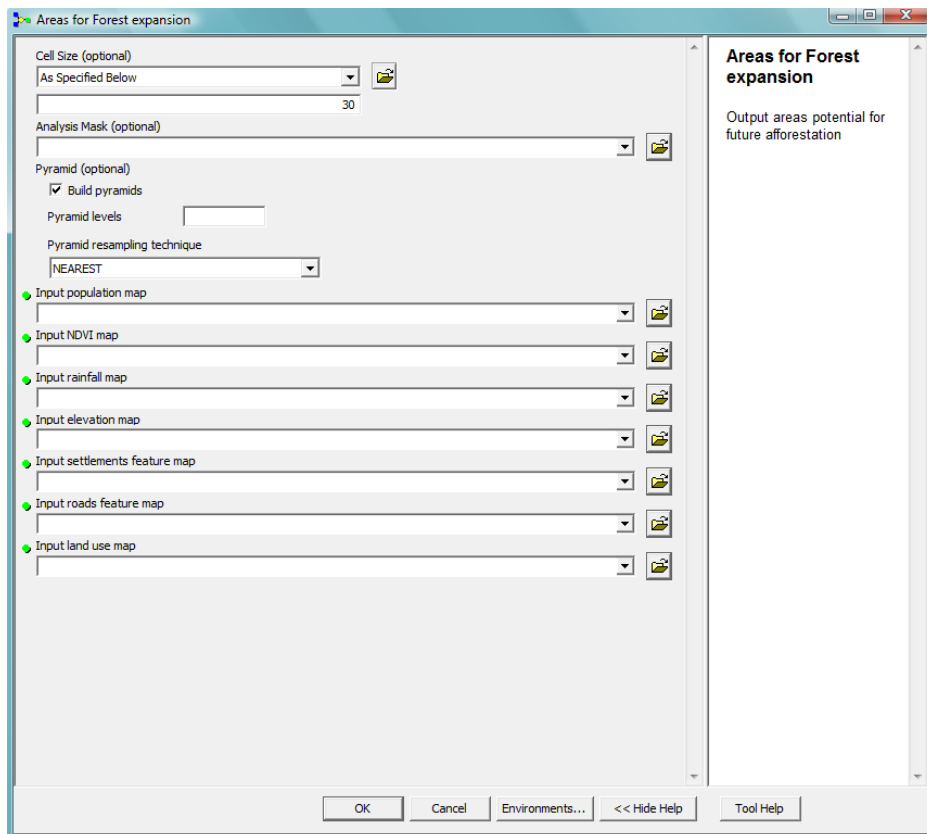 Areas for Forest expansion
Cell Size (optional)
As Specified Below
30
Analysis Mask (optional)
Pyramid (optional)
Build pyramids
Pyramid levels
Pyramid resampling technique
NEAREST
Input population map
Input NDVI map
Input rainfall map
Input elevation map
Input settlements feature map
Input roads feature map
Input land use map
Areas for Forest
expansion
Output areas potential for
future afforestation
OK
Cancel
Environments...
<< Hide Help
Tool Help